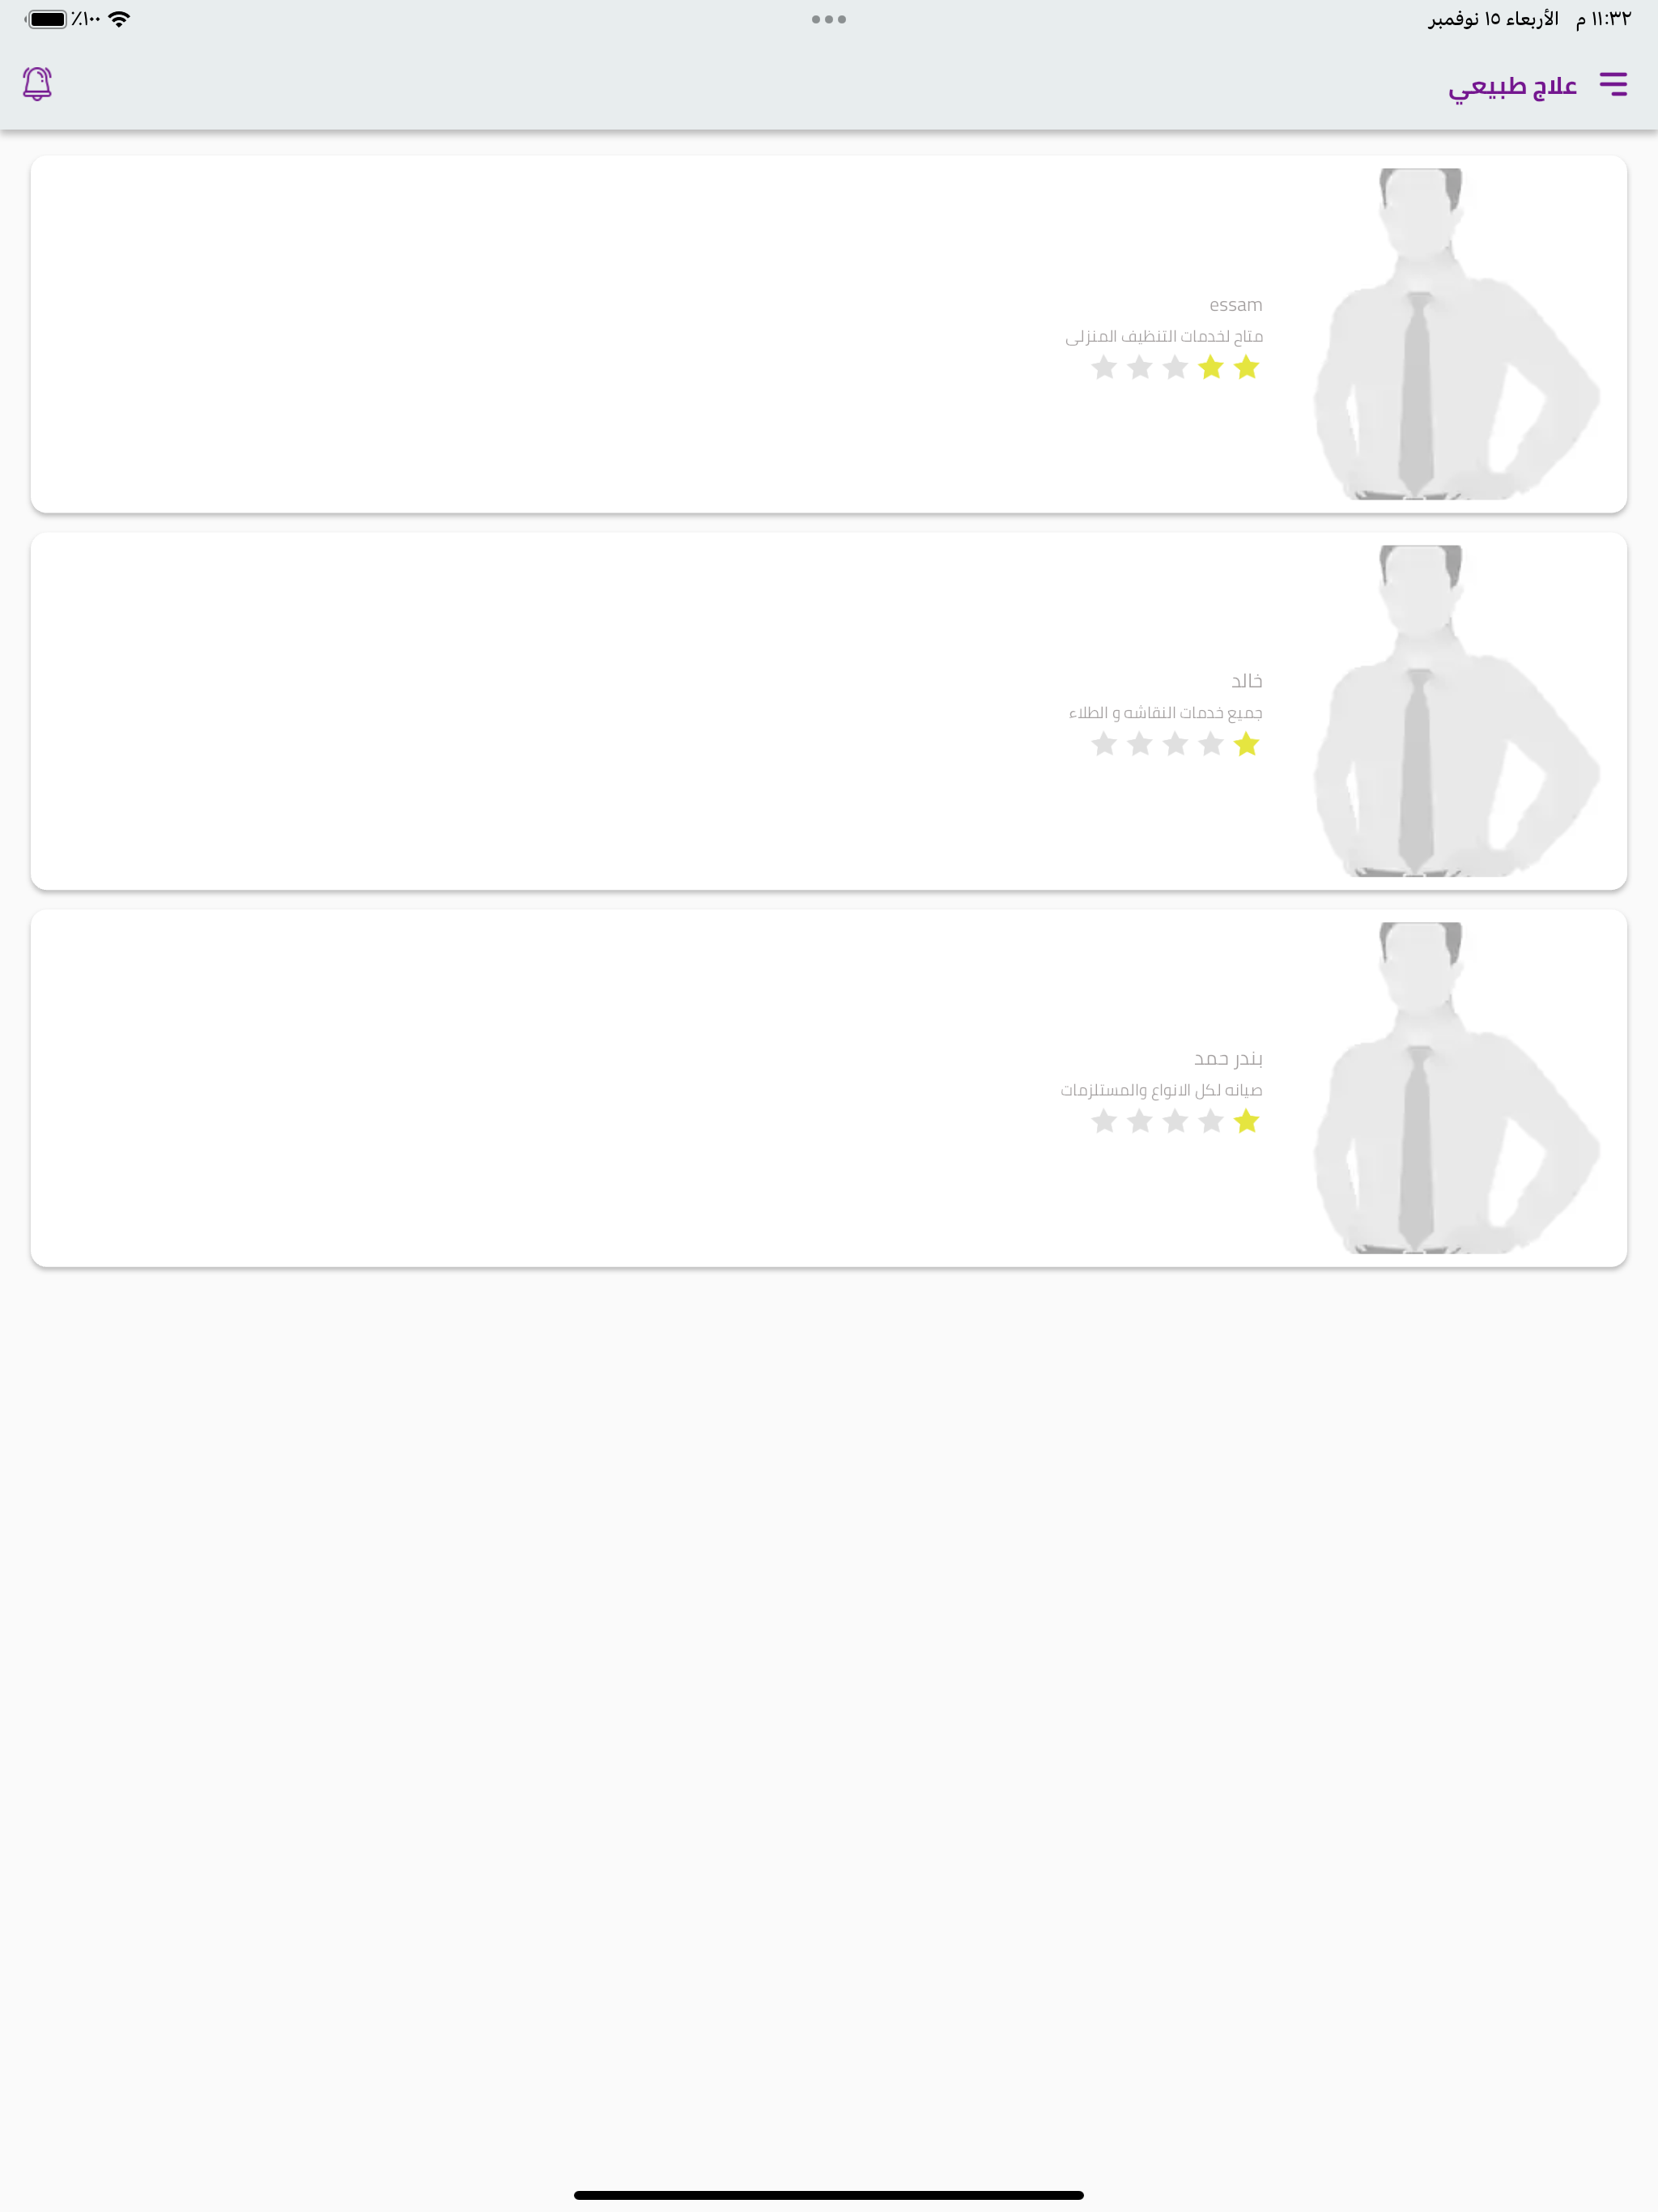 ١١:٣٢ م الأربعاء ١٥ نوفمبر
٪١٠٠
علاج طبيعي
essam
متاح لخدمات التنظيف المنزلى
خالد
جميع خدمات النقاشه و الطلاء
بندر حمد
صيانه لكل الانواع والمستلزمات